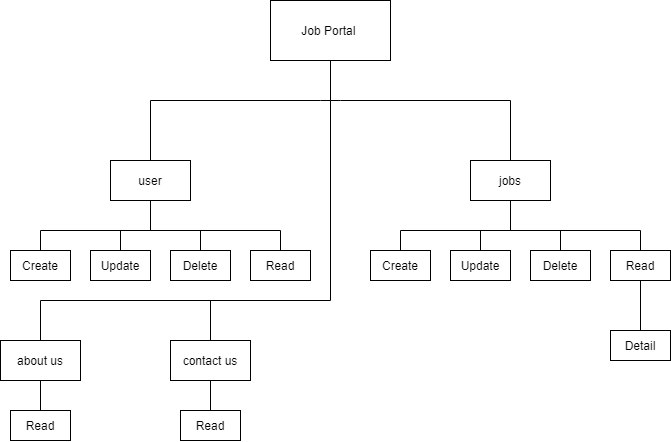 Job Portal
user
jobs
Create
Update
Delete
Read
Create
Update
Delete
Read
Detail
about us
contact us
Read
Read